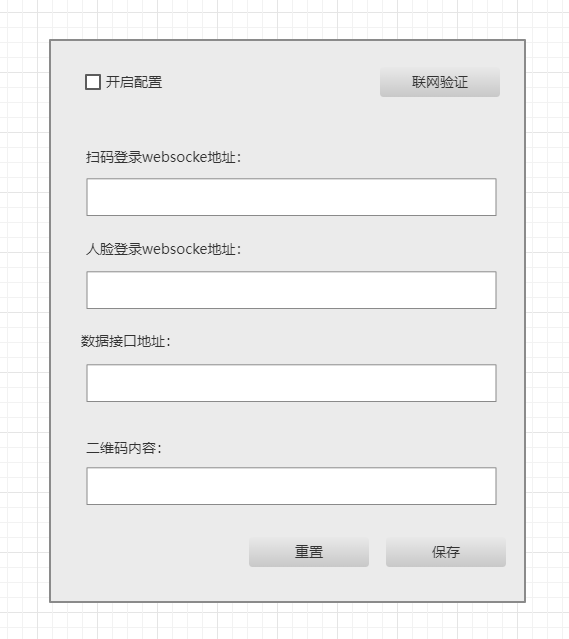 开启配置
联网验证
扫码登录websocke地址:
人脸登录websocke地址:
数据接口地址:
二维码内容:
重置
保存